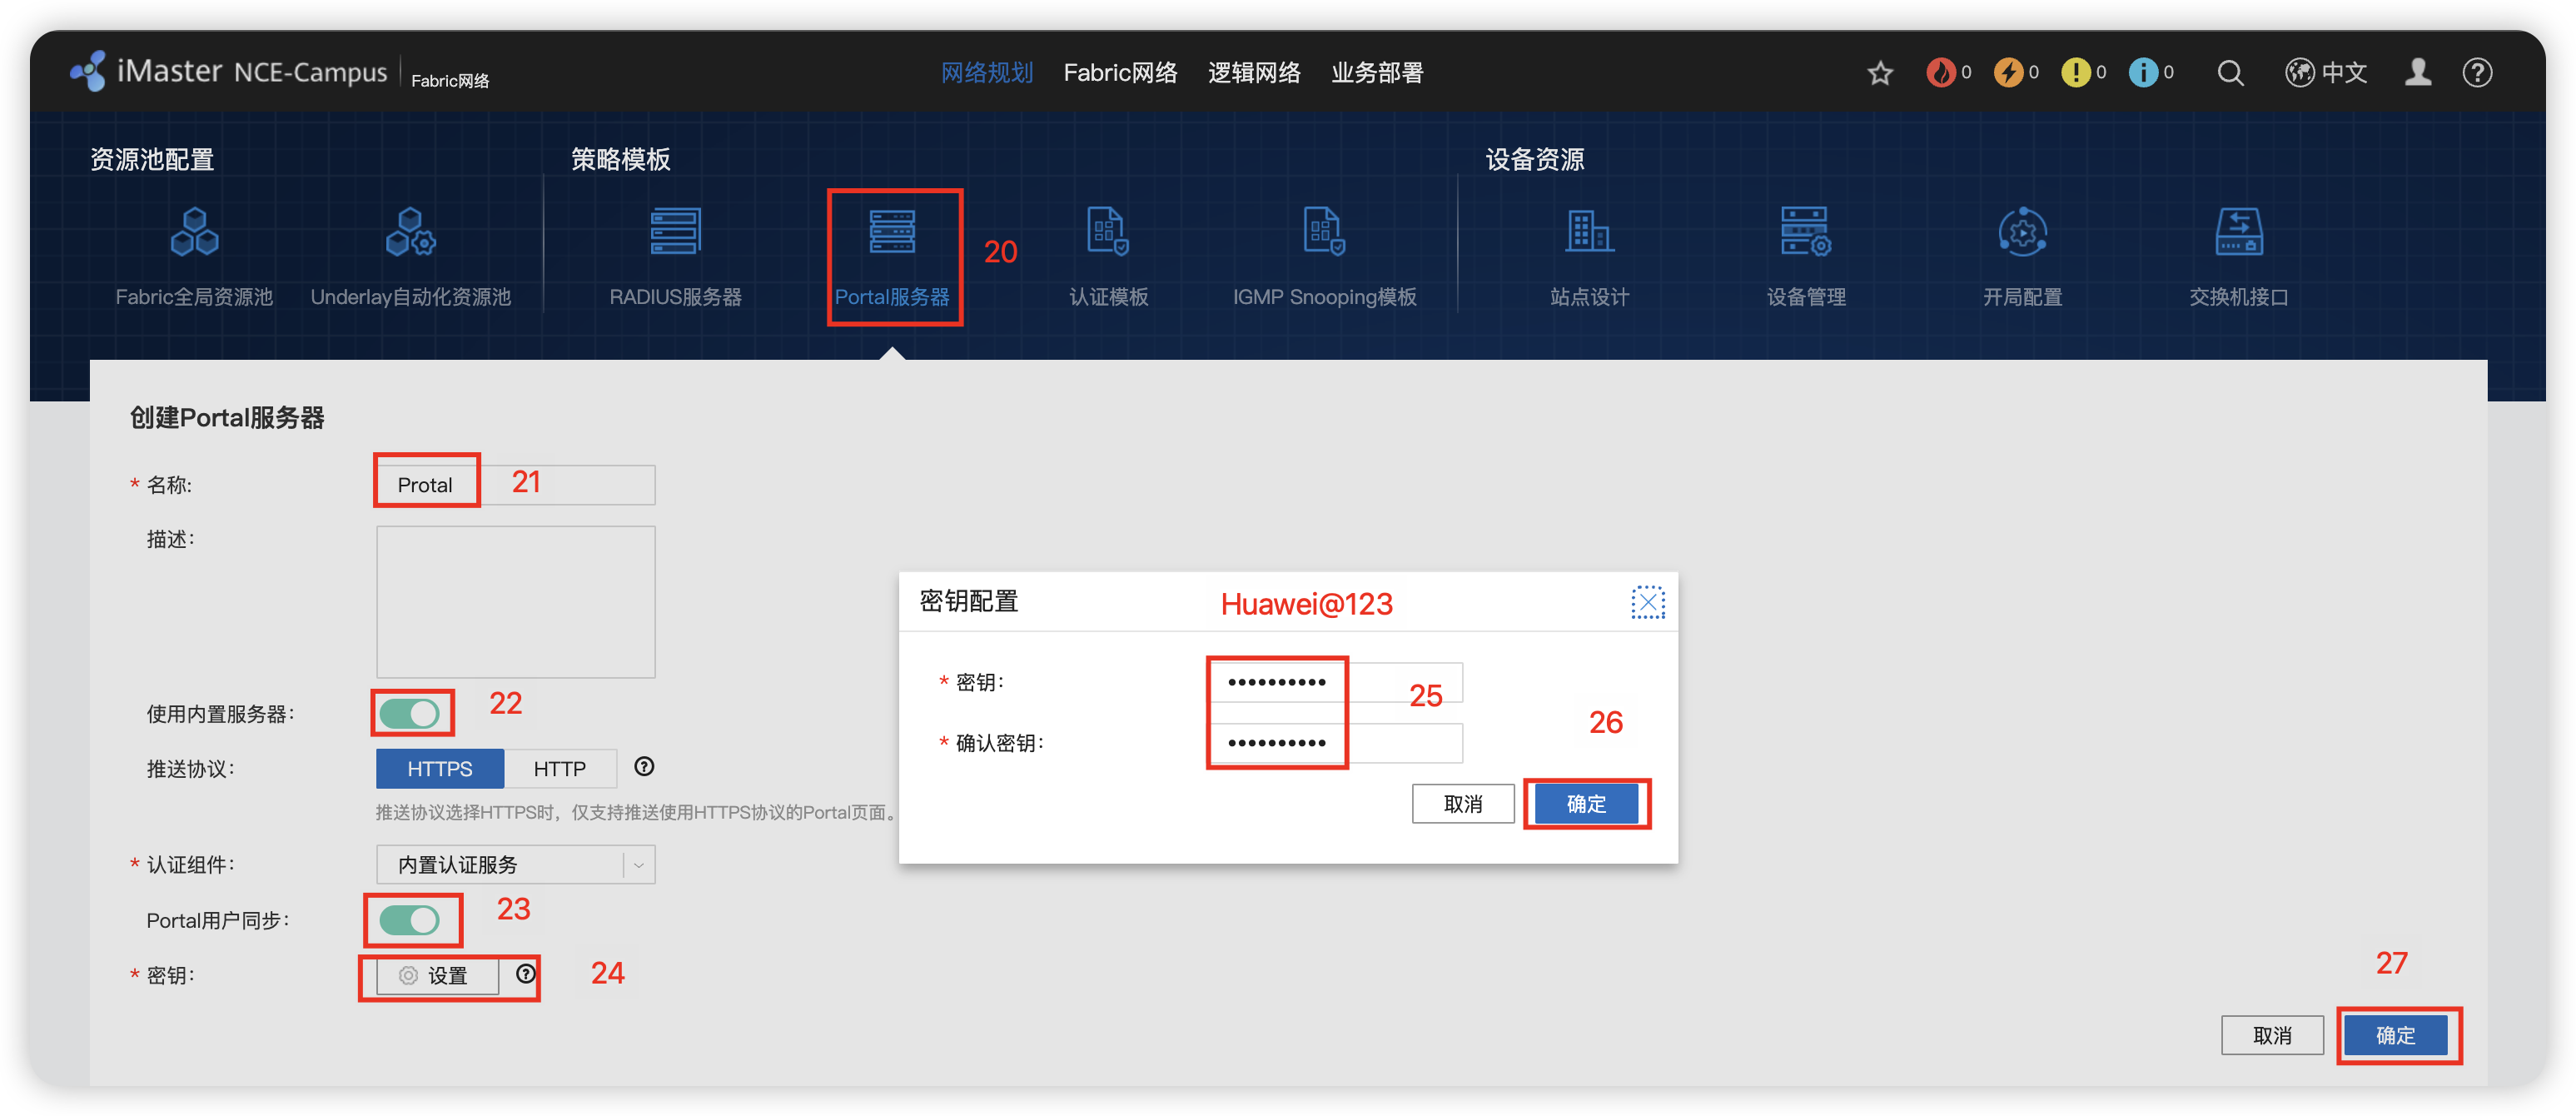 iMaster NCE-Campus Fabric网络 网络规划 Fabric网络 逻辑网络 业务部署 0 0 0 0 中文
资源池配置 策略模板 设备资源
20
Fabric全局资源池 Underlay自动化资源池 RADIUS服务器 Portal服务器 认证模板 IGMP Snooping模板 站点设计 设备管理 开局配置 交换机接口
创建Portal服务器
* 名称: Protal 21
描述:
使用内置服务器: 22
推送协议: HTTPS HTTP
推送协议选择HTTPS时，仅支持推送使用HTTPS协议的Portal页面。
* 认证组件: 内置认证服务
Portal用户同步: 23
* 密钥: 设置 24
密钥配置 Huawei@123
* 密钥: •••••••••• 25
* 确认密钥: ••••••••••
26
取消 确定
27
取消 确定